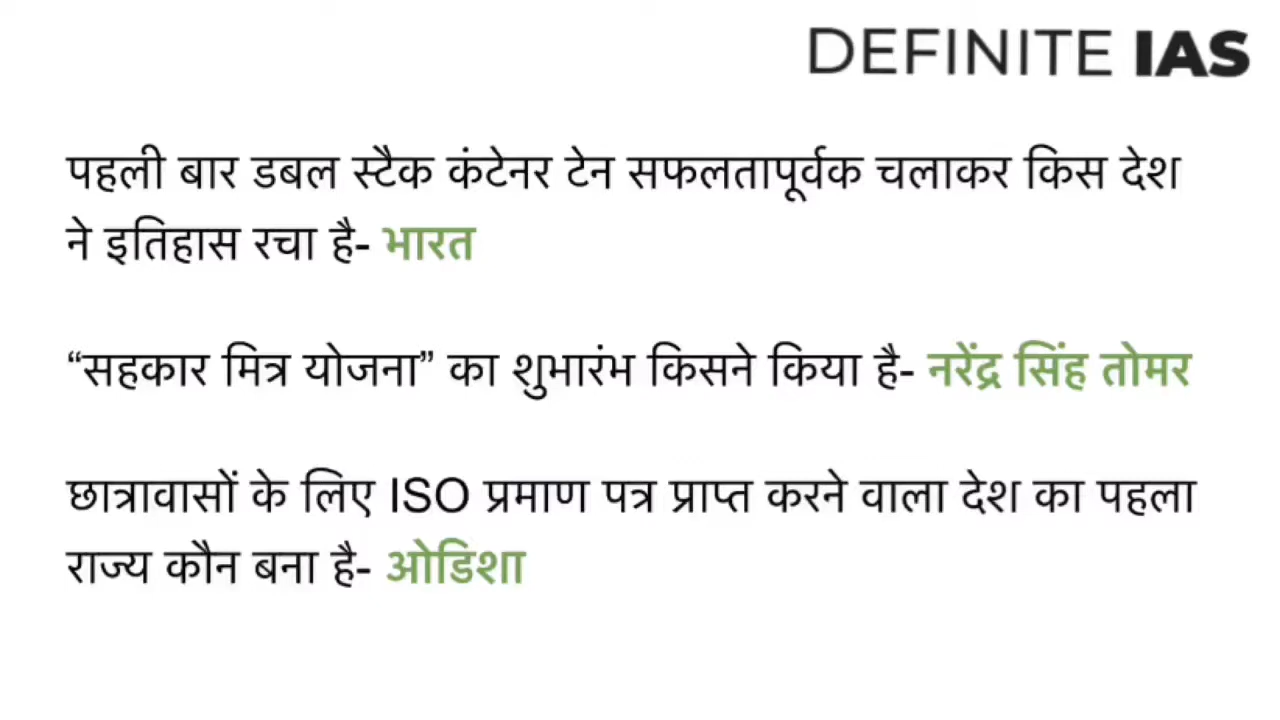 DEFINITE IAS
पहली बार डबल स्टैक कंटेनर टेन सफलतापूर्वक चलाकर किस देश
ने इतिहास रचा है- भारत
“सहकार मित्र योजना” का शुभारंभ किसने किया है- नरेंद्र सिंह तोमर
छात्रावासों के लिए ISO प्रमाण पत्र प्राप्त करने वाला देश का पहला
राज्य कौन बना है- ओडिशा